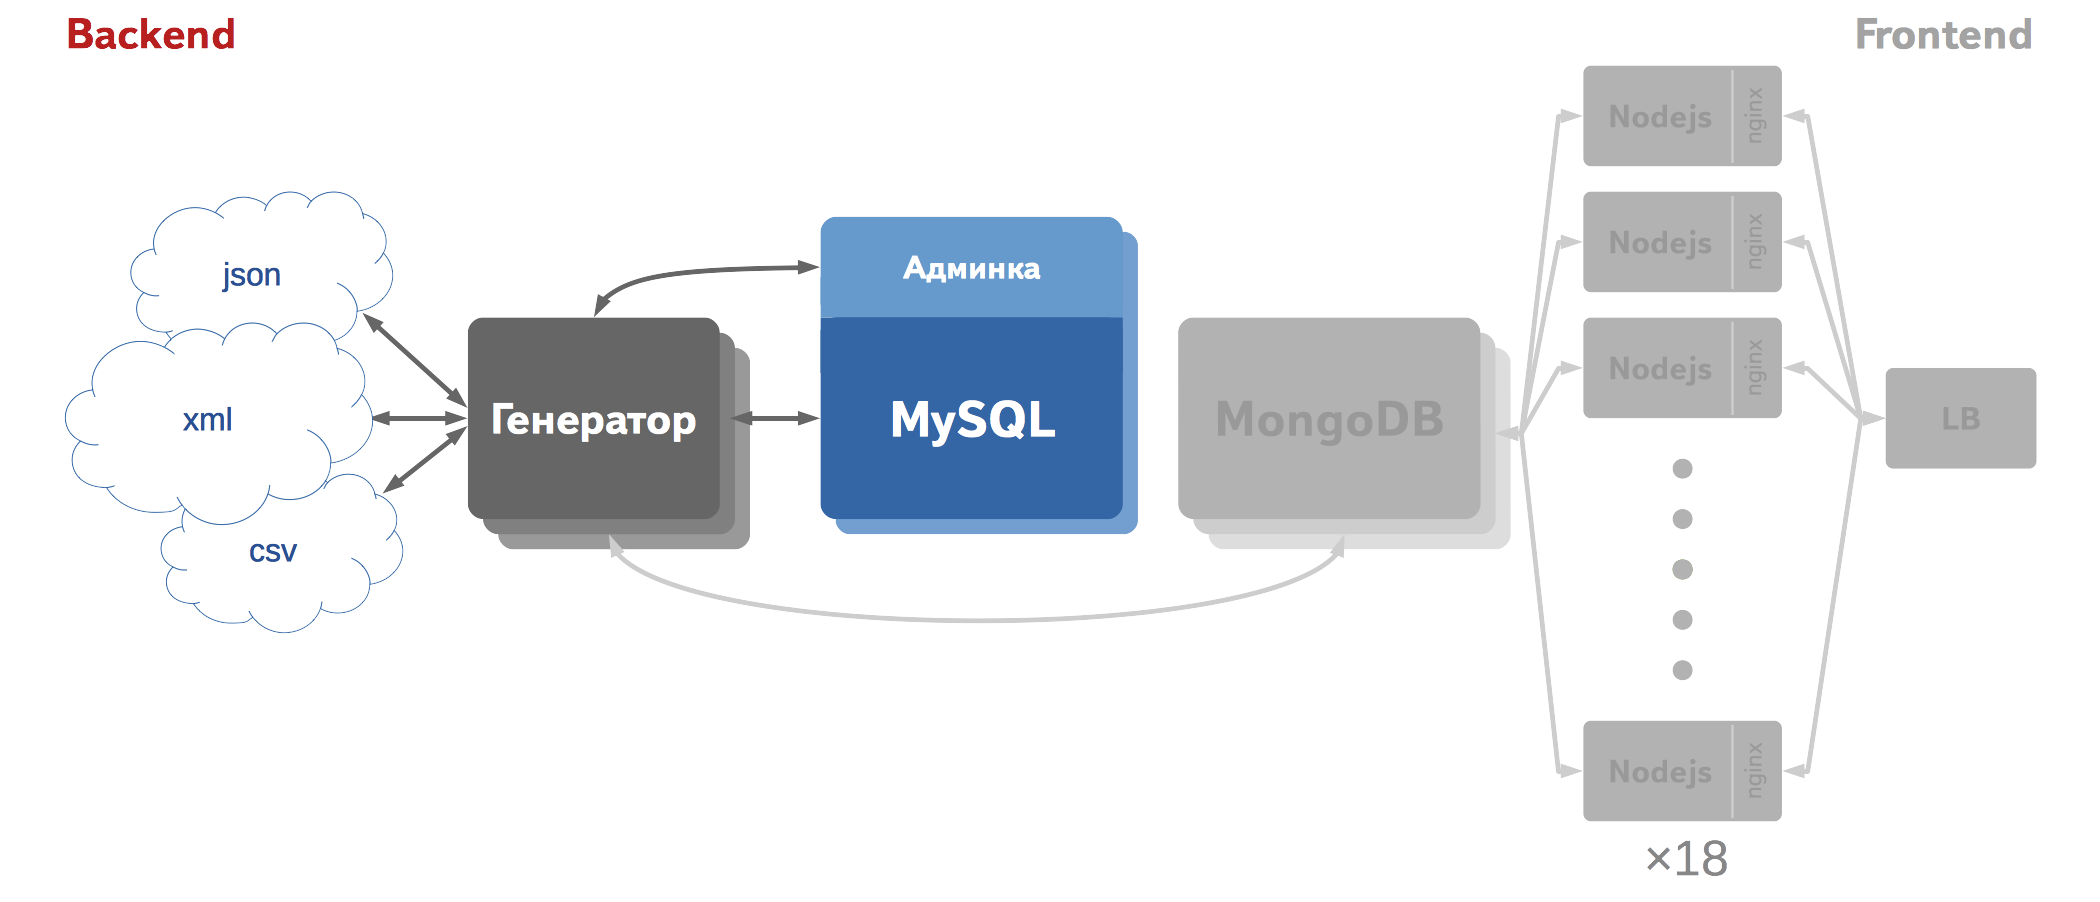 Backend
Frontend
json
xml
csv
Генератор
Админка
MySQL
MongoDB
Nodejs
nginx
Nodejs
nginx
Nodejs
nginx
Nodejs
nginx
×18
LB